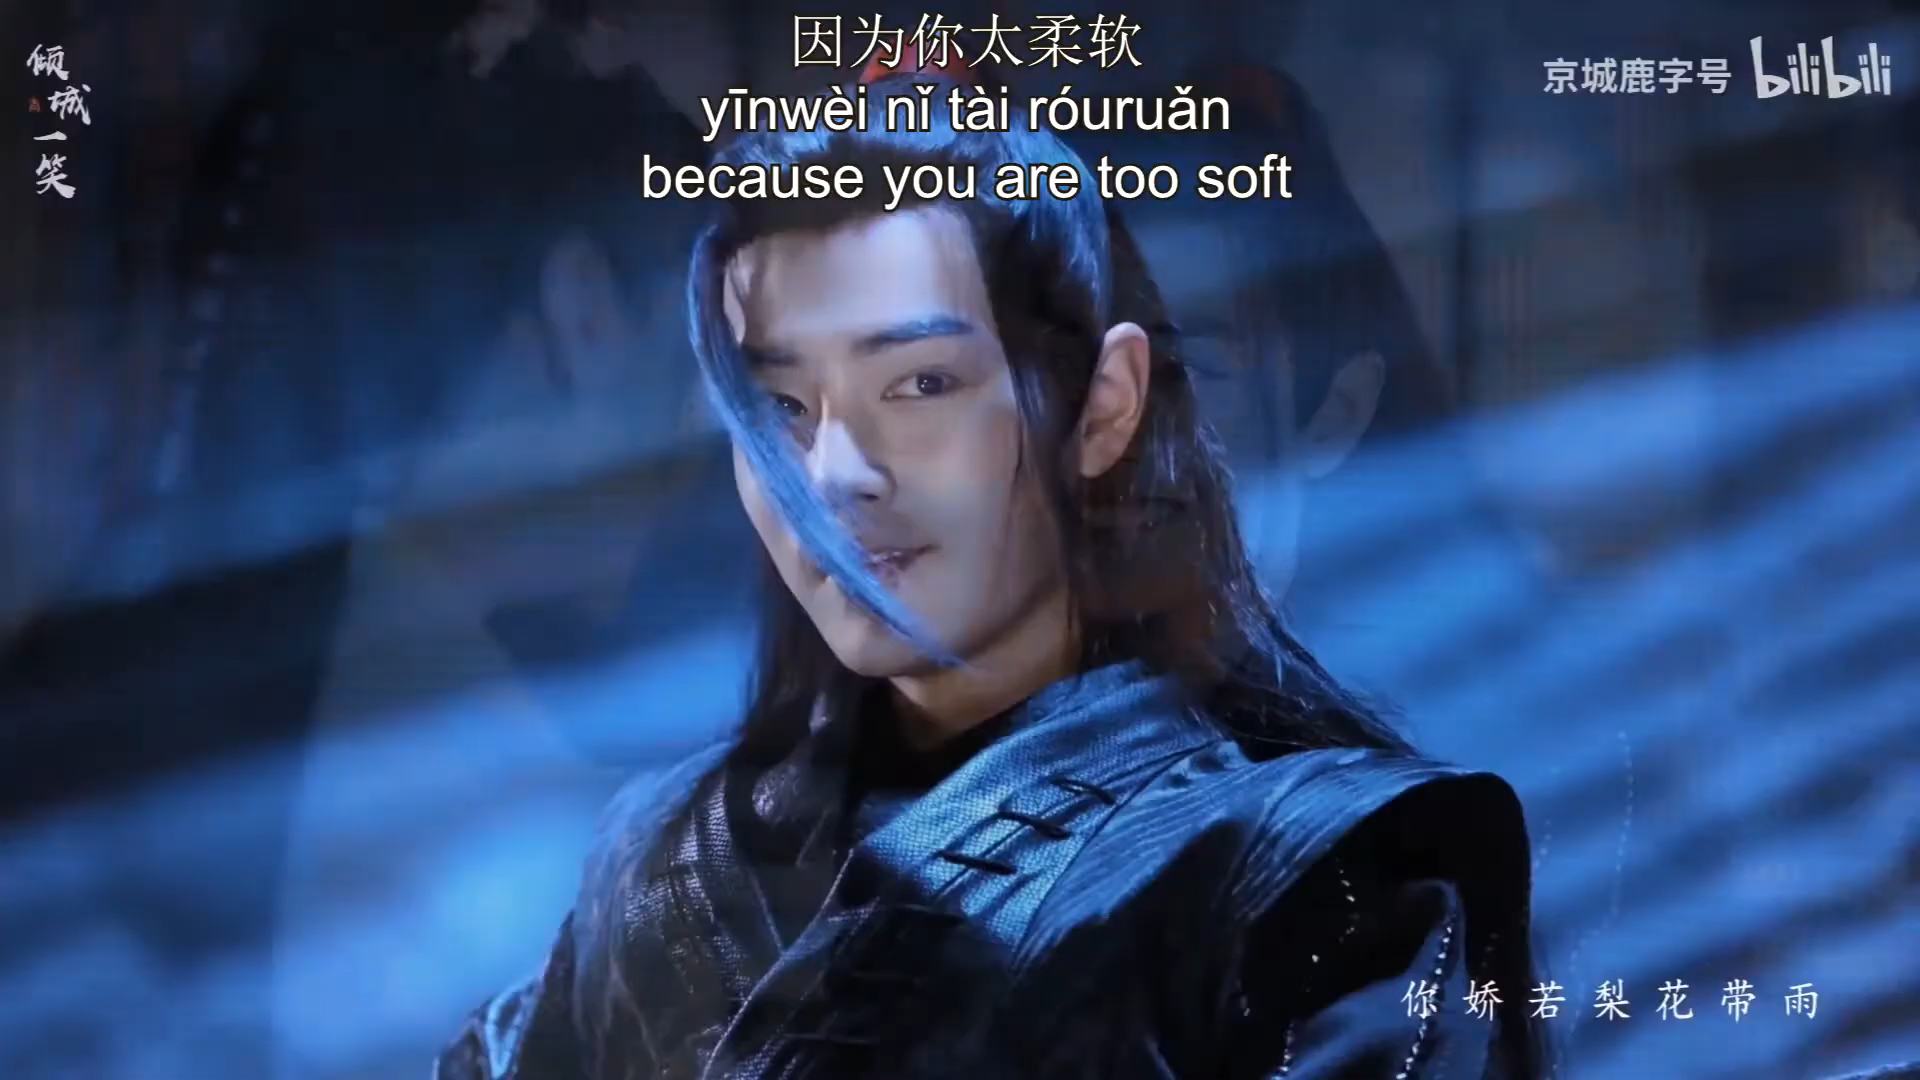 因为你太柔软
yīnwèi nǐ tài róuruǎn
because you are too soft
倾城一笑
京城鹿字号 bilibili
你娇若梨花带雨